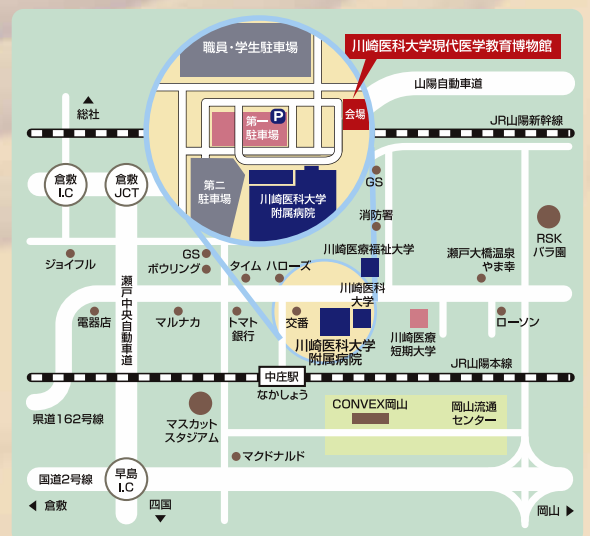 職員・学生駐車場
川崎医科大学現代医学教育博物館
山陽自動車道
総社
P
第一
駐車場
会場
JR山陽新幹線
倉敷
I.C
倉敷
JCT
第二
駐車場
川崎医科大学
附属病院
GS
消防署
RSK
バラ園
ジョイフル
GS
ボウリング
タイム
ハローズ
川崎医療福祉大学
瀬戸大橋温泉
やま幸
川崎医科
大学
瀬戸中央自動車道
電器店
マルナカ
トマト
銀行
交番
川崎医科大学
附属病院
川崎医療
短期大学
ローソン
JR山陽本線
中庄駅
なかしょう
県道162号線
マスカット
スタジアム
CONVEX岡山
岡山流通
センター
マクドナルド
国道2号線
早島
I.C
倉敷
四国
岡山